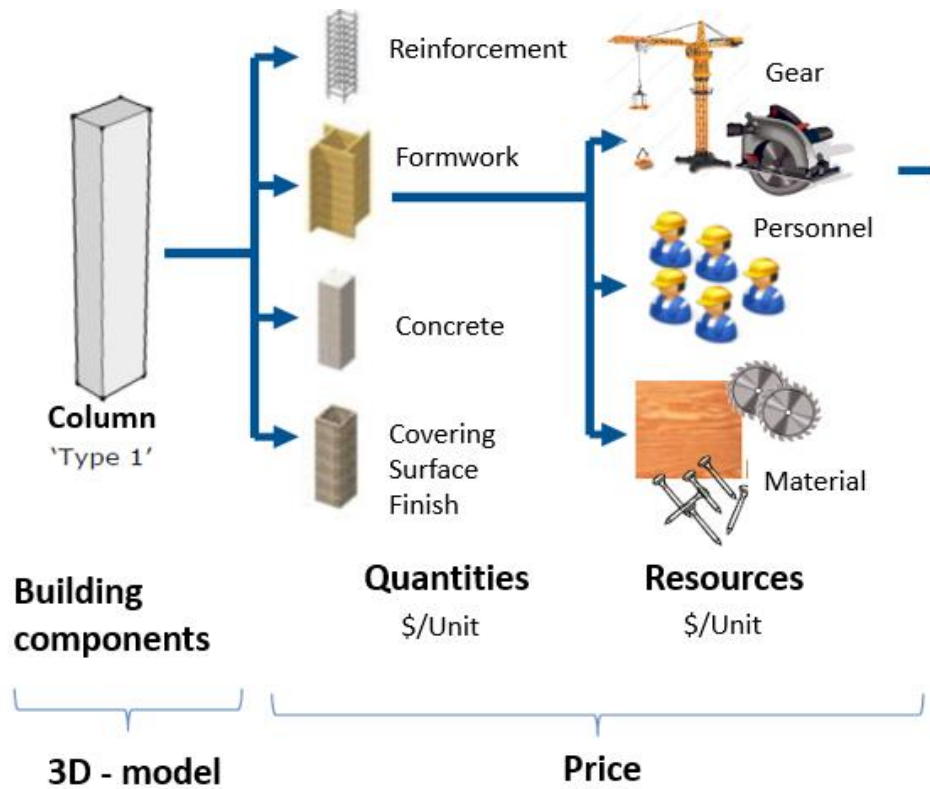 Reinforcement
Gear
Formwork
Personnel
Concrete
Column
‘Type 1’
Covering
Surface
Finish
Material
Building
components
Quantities
$/Unit
Resources
$/Unit
3D - model
Price